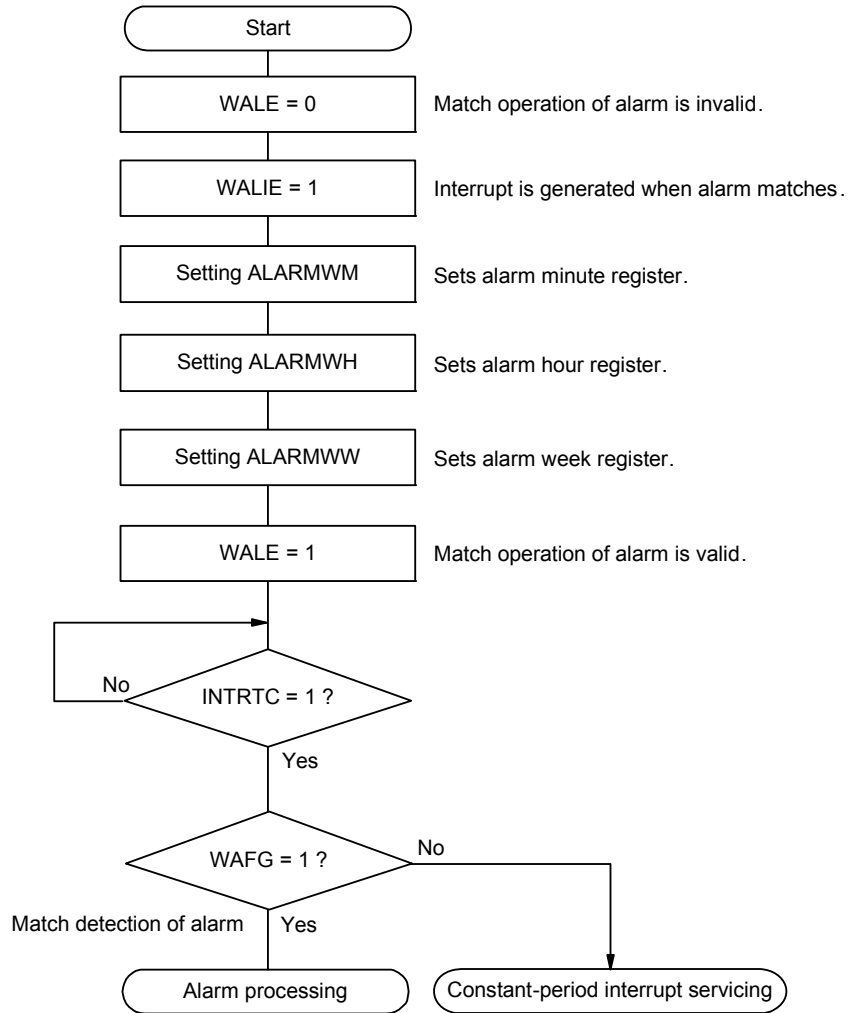 Start
WALE = 0
Match operation of alarm is invalid.
WALIE = 1
Interrupt is generated when alarm matches.
Setting ALARMWM
Sets alarm minute register.
Setting ALARMWH
Sets alarm hour register.
Setting ALARMWW
Sets alarm week register.
WALE = 1
Match operation of alarm is valid.
No
INTRTC = 1 ?
Yes
WAFG = 1 ?
No
Match detection of alarm
Yes
Alarm processing
Constant-period interrupt servicing